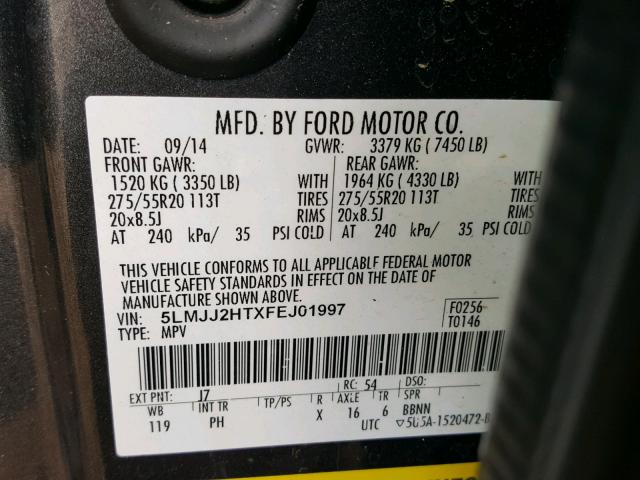 MFD. BY FORD MOTOR CO.
DATE: 09/14 GVWR: 3379 KG ( 7450 LB)
FRONT GAWR: REAR GAWR:
1520 KG ( 3350 LB) WITH 1964 KG ( 4330 LB) WITH
275/55R20 113T TIRES 275/55R20 113T TIRES
20x8.5J RIMS 20x8.5J RIMS
AT 240 kPa/ 35 PSI COLD AT 240 kPa/ 35 PSI COLD
THIS VEHICLE CONFORMS TO ALL APPLICABLE FEDERAL MOTOR
VEHICLE SAFETY STANDARDS IN EFFECT ON THE DATE OF
MANUFACTURE SHOWN ABOVE.
VIN: 5LMJJ2HTXFEJ01997 F0256
TYPE: MPV T0146
EXT PNT: J7 RC: 54 DSO:
WB INT TR TP/PS R AXLE TR SPR
119 PH X 16 6 BBNN
UTC